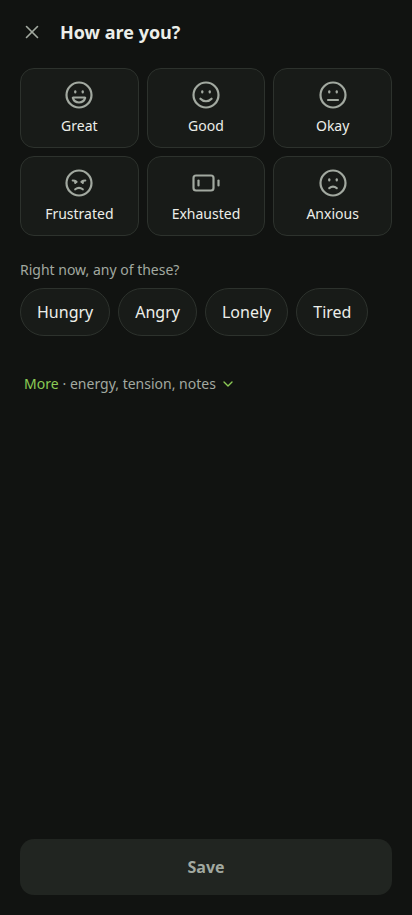 How are you?
Great
Good
Okay
Frustrated
Exhausted
Anxious
Right now, any of these?
Hungry
Angry
Lonely
Tired
More · energy, tension, notes
Save